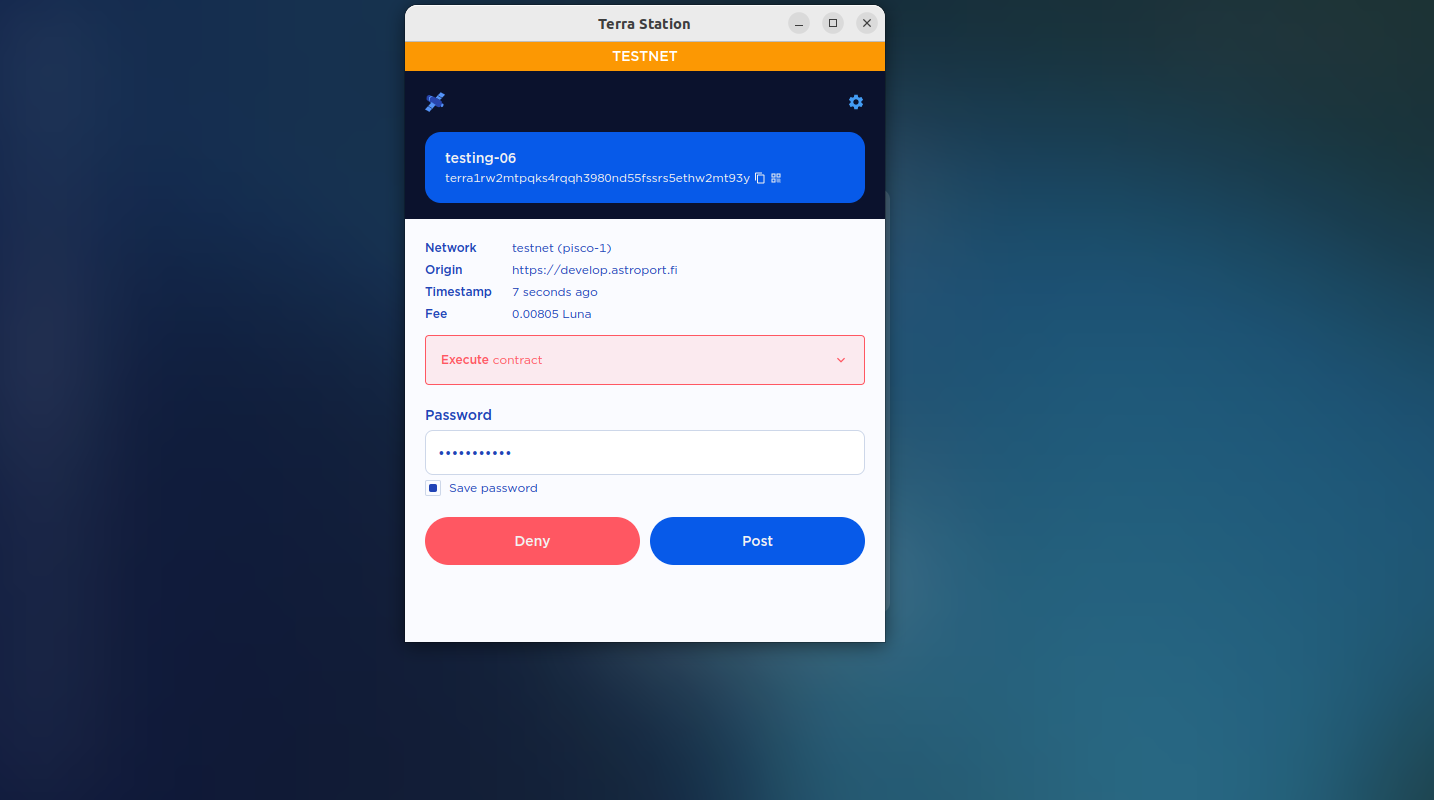 Terra Station
TESTNET
testing-06
terra1rw2mtpqks4rqqh3980nd55fssrs5ethw2mt93y
Network testnet (pisco-1)
Origin https://develop.astroport.fi
Timestamp 7 seconds ago
Fee 0.00805 Luna
Execute contract
Password
•••••••••••
Save password
Deny Post